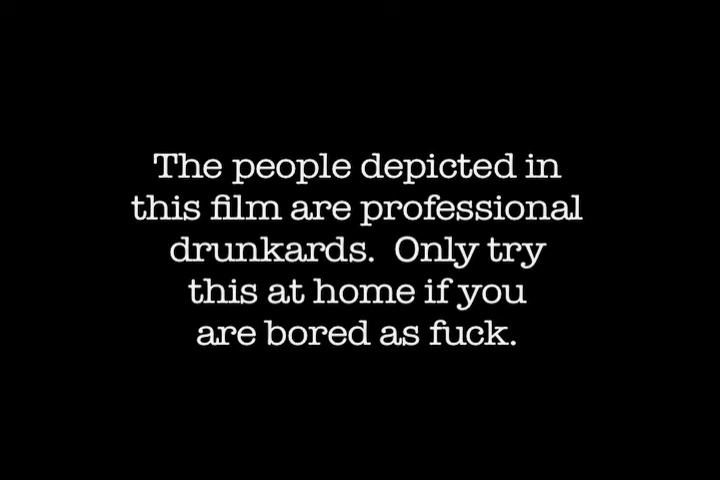 The people depicted in
this film are professional
drunkards.  Only try
this at home if you
are bored as fuck.